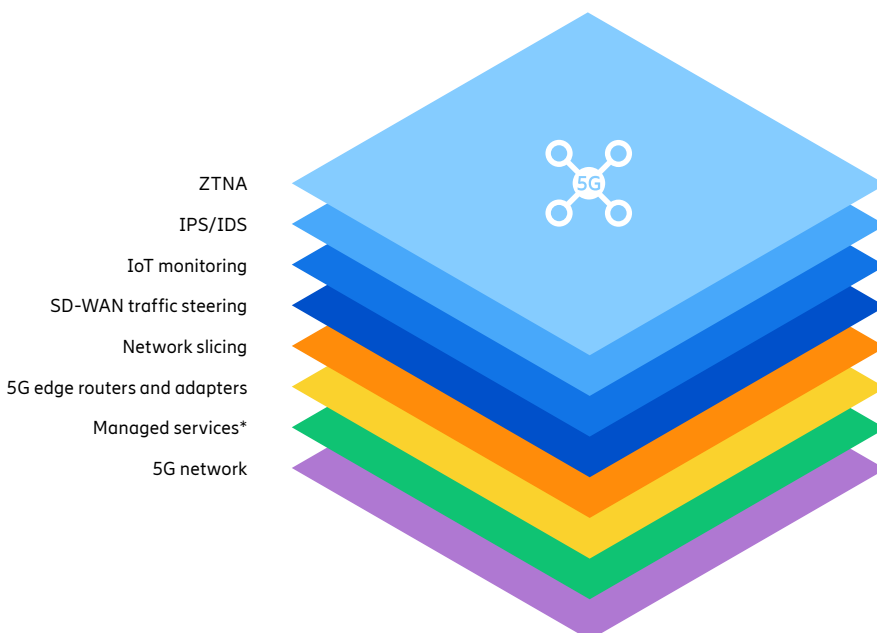 5G
ZTNA
IPS/IDS
IoT monitoring
SD-WAN traffic steering
Network slicing
5G edge routers and adapters
Managed services*
5G network